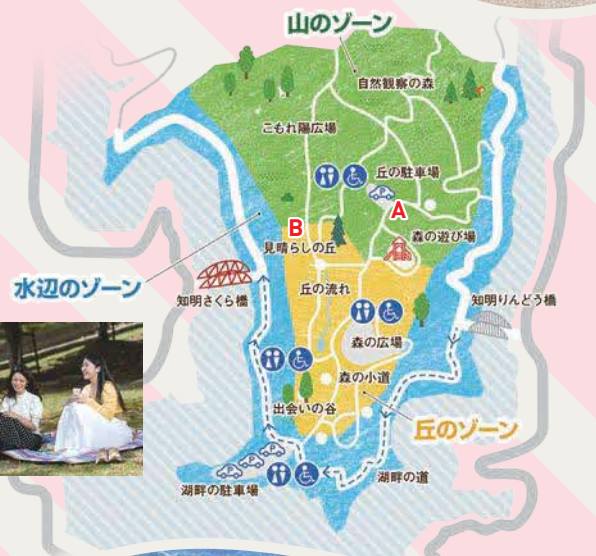 山のゾーン
自然観察の森
こもれ陽広場
丘の駐車場
P
A
B
森の遊び場
見晴らしの丘
水辺のゾーン
丘の流れ
知明さくら橋
知明りんどう橋
森の広場
森の小道
出会いの谷
丘のゾーン
P P P
湖畔の駐車場
湖畔の道